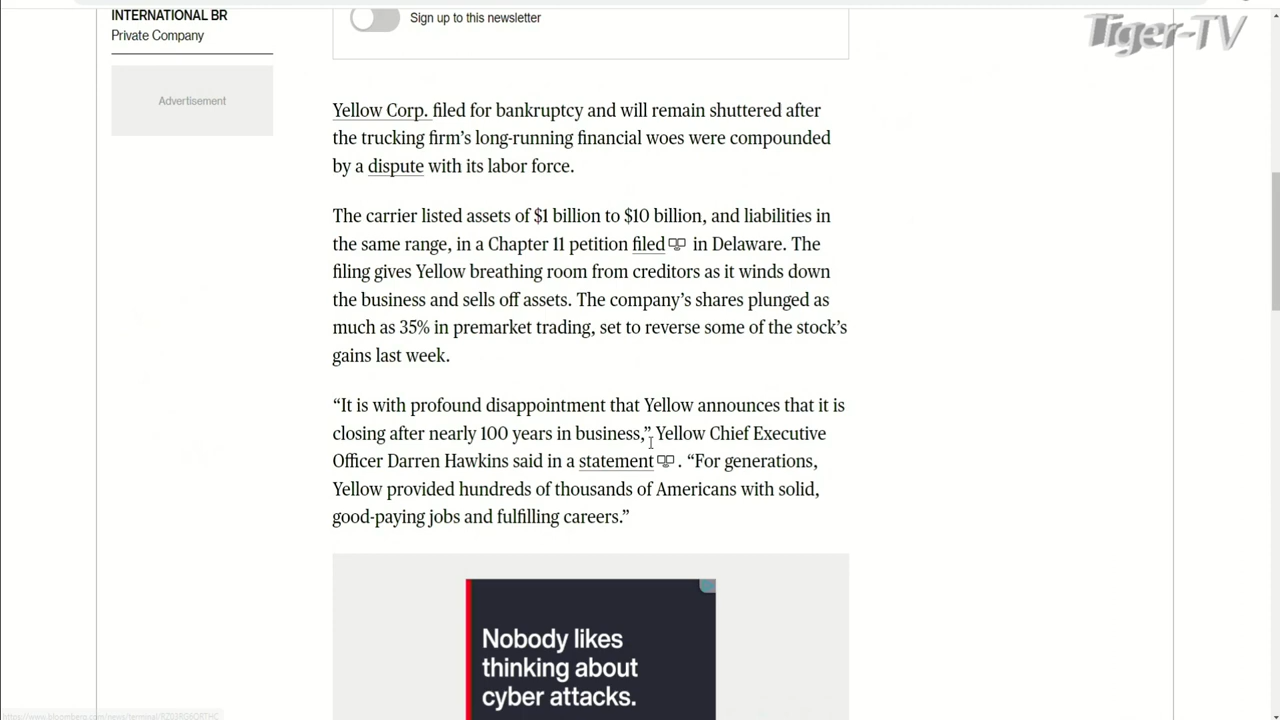 INTERNATIONAL BR
Private Company
Advertisement
Sign up to this newsletter
Tiger-TV
Yellow Corp. filed for bankruptcy and will remain shuttered after
the trucking firm’s long-running financial woes were compounded
by a dispute with its labor force.
The carrier listed assets of $1 billion to $10 billion, and liabilities in
the same range, in a Chapter 11 petition filed in Delaware. The
filing gives Yellow breathing room from creditors as it winds down
the business and sells off assets. The company’s shares plunged as
much as 35% in premarket trading, set to reverse some of the stock’s
gains last week.
“It is with profound disappointment that Yellow announces that it is
closing after nearly 100 years in business,” Yellow Chief Executive
Officer Darren Hawkins said in a statement . “For generations,
Yellow provided hundreds of thousands of Americans with solid,
good-paying jobs and fulfilling careers.”
Nobody likes
thinking about
cyber attacks.